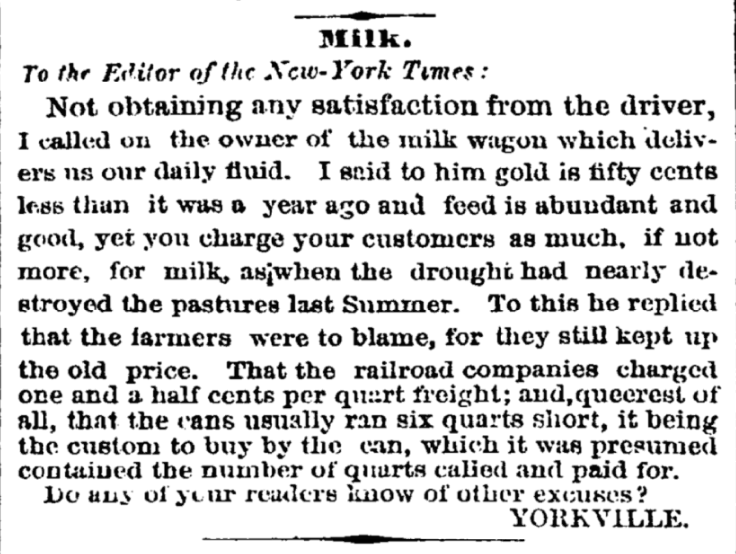 Milk.
To the Editor of the New-York Times:
Not obtaining any satisfaction from the driver,
I called on the owner of the milk wagon which deliv-
ers us our daily fluid. I said to him gold is fifty cents
less than it was a year ago and feed is abundant and
good, yet you charge your customers as much, if not
more, for milk, as when the drought had nearly de-
stroyed the pastures last Summer. To this he replied
that the farmers were to blame, for they still kept up
the old price. That the railroad companies charged
one and a half cents per quart freight; and, queerest of
all, that the cans usually ran six quarts short, it being
the custom to buy by the can, which it was presumed
contained the number of quarts called and paid for.
Do any of your readers know of other excuses?
YORKVILLE.